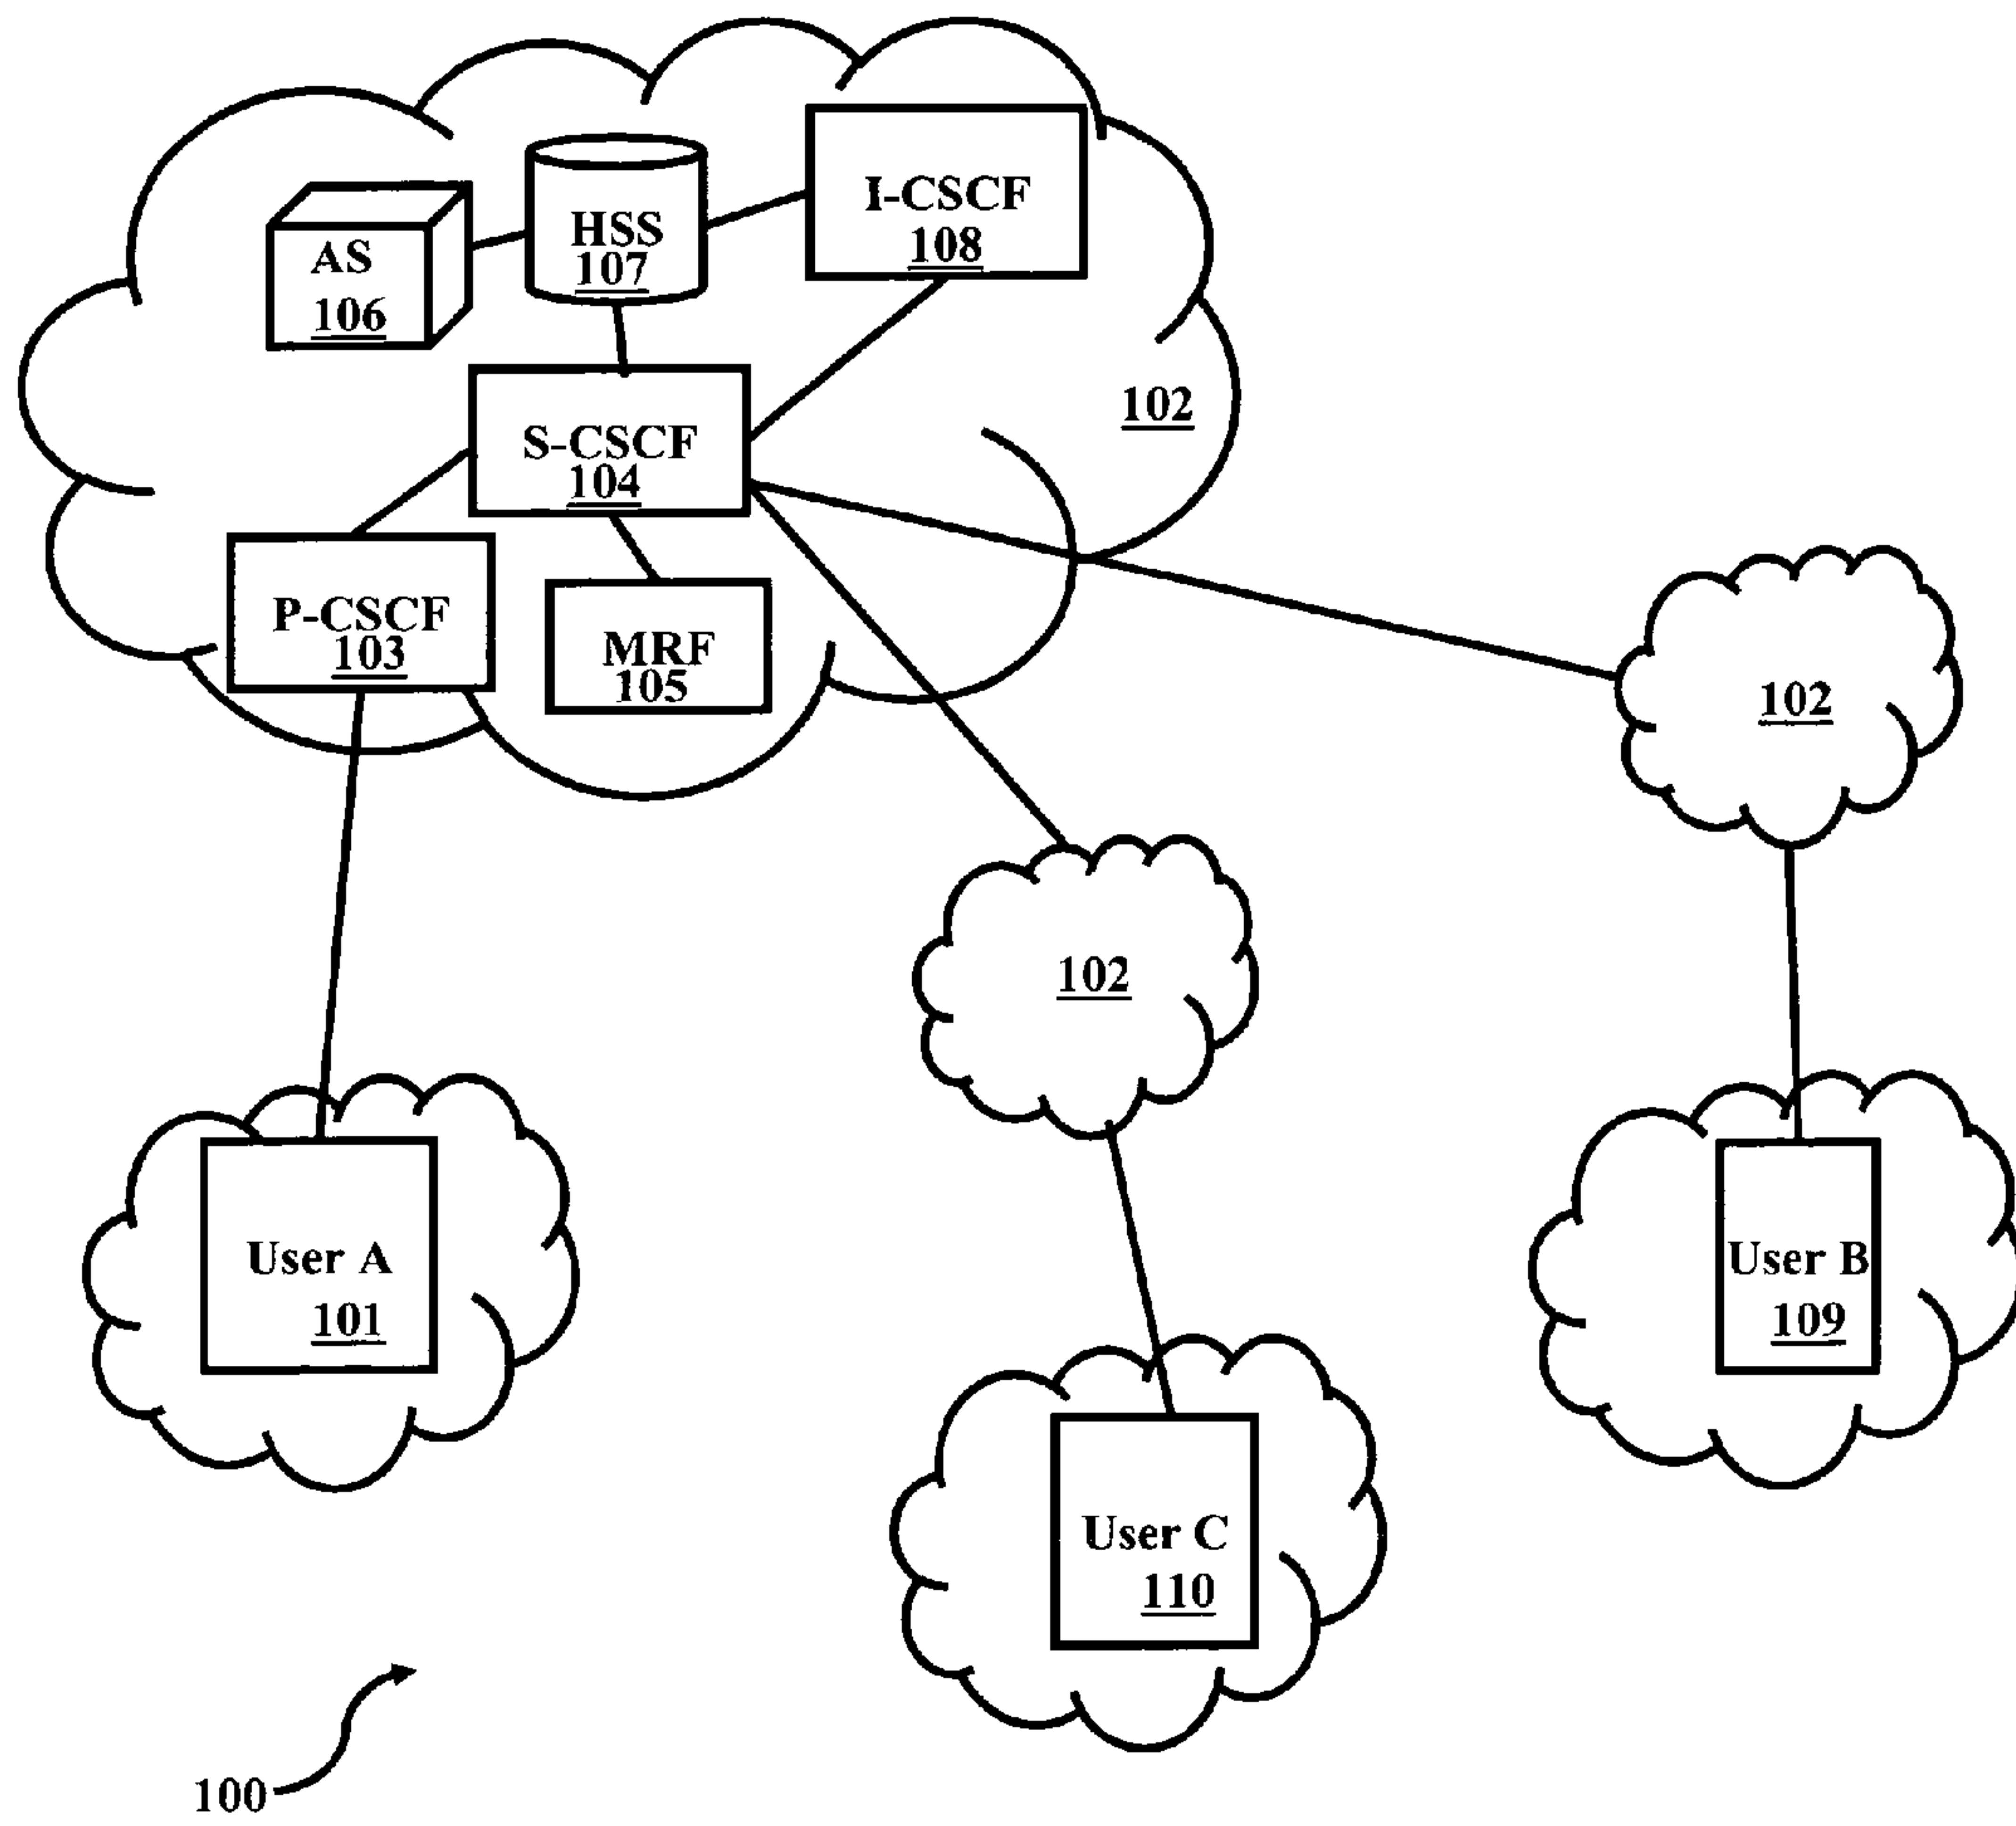 I-CSCF
108
HSS
107
AS
106
102
S-CSCF
104
P-CSCF
103
MRF
105
102
102
User A
101
User B
109
User C
110
100